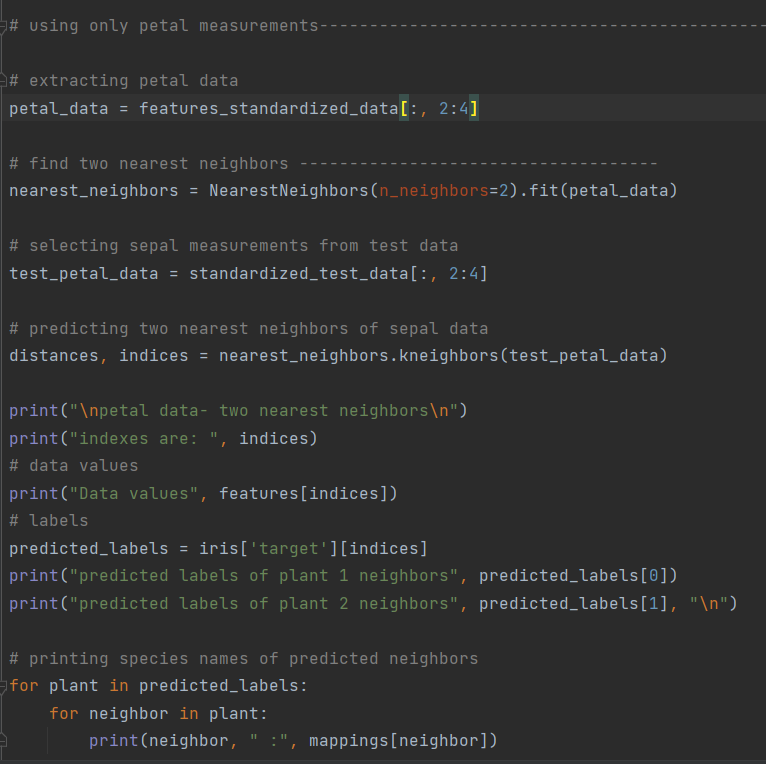 # using only petal measurements---------------------------------------------
# extracting petal data
petal_data = features_standardized_data[:, 2:4]
# find two nearest neighbors ------------------------------------
nearest_neighbors = NearestNeighbors(n_neighbors=2).fit(petal_data)
# selecting sepal measurements from test data
test_petal_data = standardized_test_data[:, 2:4]
# predicting two nearest neighbors of sepal data
distances, indices = nearest_neighbors.kneighbors(test_petal_data)
print("\npetal data- two nearest neighbors\n")
print("indexes are: ", indices)
# data values
print("Data values", features[indices])
# labels
predicted_labels = iris['target'][indices]
print("predicted labels of plant 1 neighbors", predicted_labels[0])
print("predicted labels of plant 2 neighbors", predicted_labels[1], "\n")
# printing species names of predicted neighbors
for plant in predicted_labels:
    for neighbor in plant:
        print(neighbor, " :", mappings[neighbor])